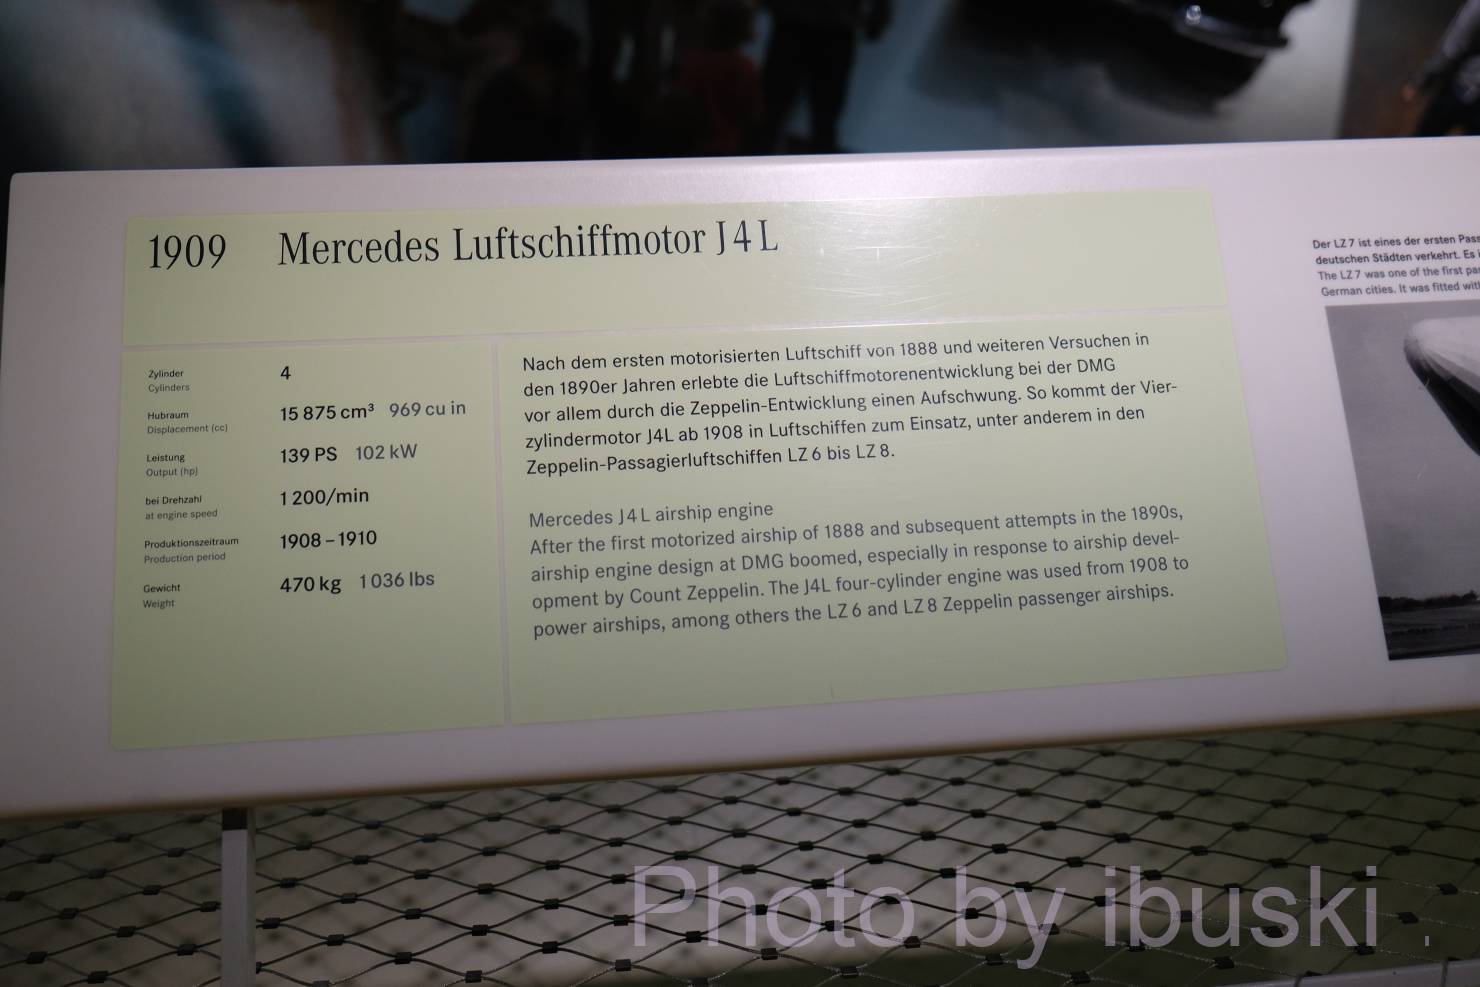 1909 Mercedes Luftschiffmotor J 4 L
Zylinder
Cylinders
4
Hubraum
Displacement (cc)
15 875 cm³ 969 cu in
Leistung
Output (hp)
139 PS 102 kW
bei Drehzahl
at engine speed
1 200/min
Produktionszeitraum
Production period
1908 – 1910
Gewicht
Weight
470 kg 1 036 lbs
Nach dem ersten motorisierten Luftschiff von 1888 und weiteren Versuchen in
den 1890er Jahren erlebte die Luftschiffmotorenentwicklung bei der DMG
vor allem durch die Zeppelin-Entwicklung einen Aufschwung. So kommt der Vier-
zylindermotor J4L ab 1908 in Luftschiffen zum Einsatz, unter anderem in den
Zeppelin-Passagierluftschiffen LZ 6 bis LZ 8.
Mercedes J 4 L airship engine
After the first motorized airship of 1888 and subsequent attempts in the 1890s,
airship engine design at DMG boomed, especially in response to airship devel-
opment by Count Zeppelin. The J4L four-cylinder engine was used from 1908 to
power airships, among others the LZ 6 and LZ 8 Zeppelin passenger airships.
Der LZ 7 ist eines der ersten Pass
deutschen Städten verkehrt. Es
The LZ 7 was one of the first pa
German cities. It was fitted wit
Photo by ibuski